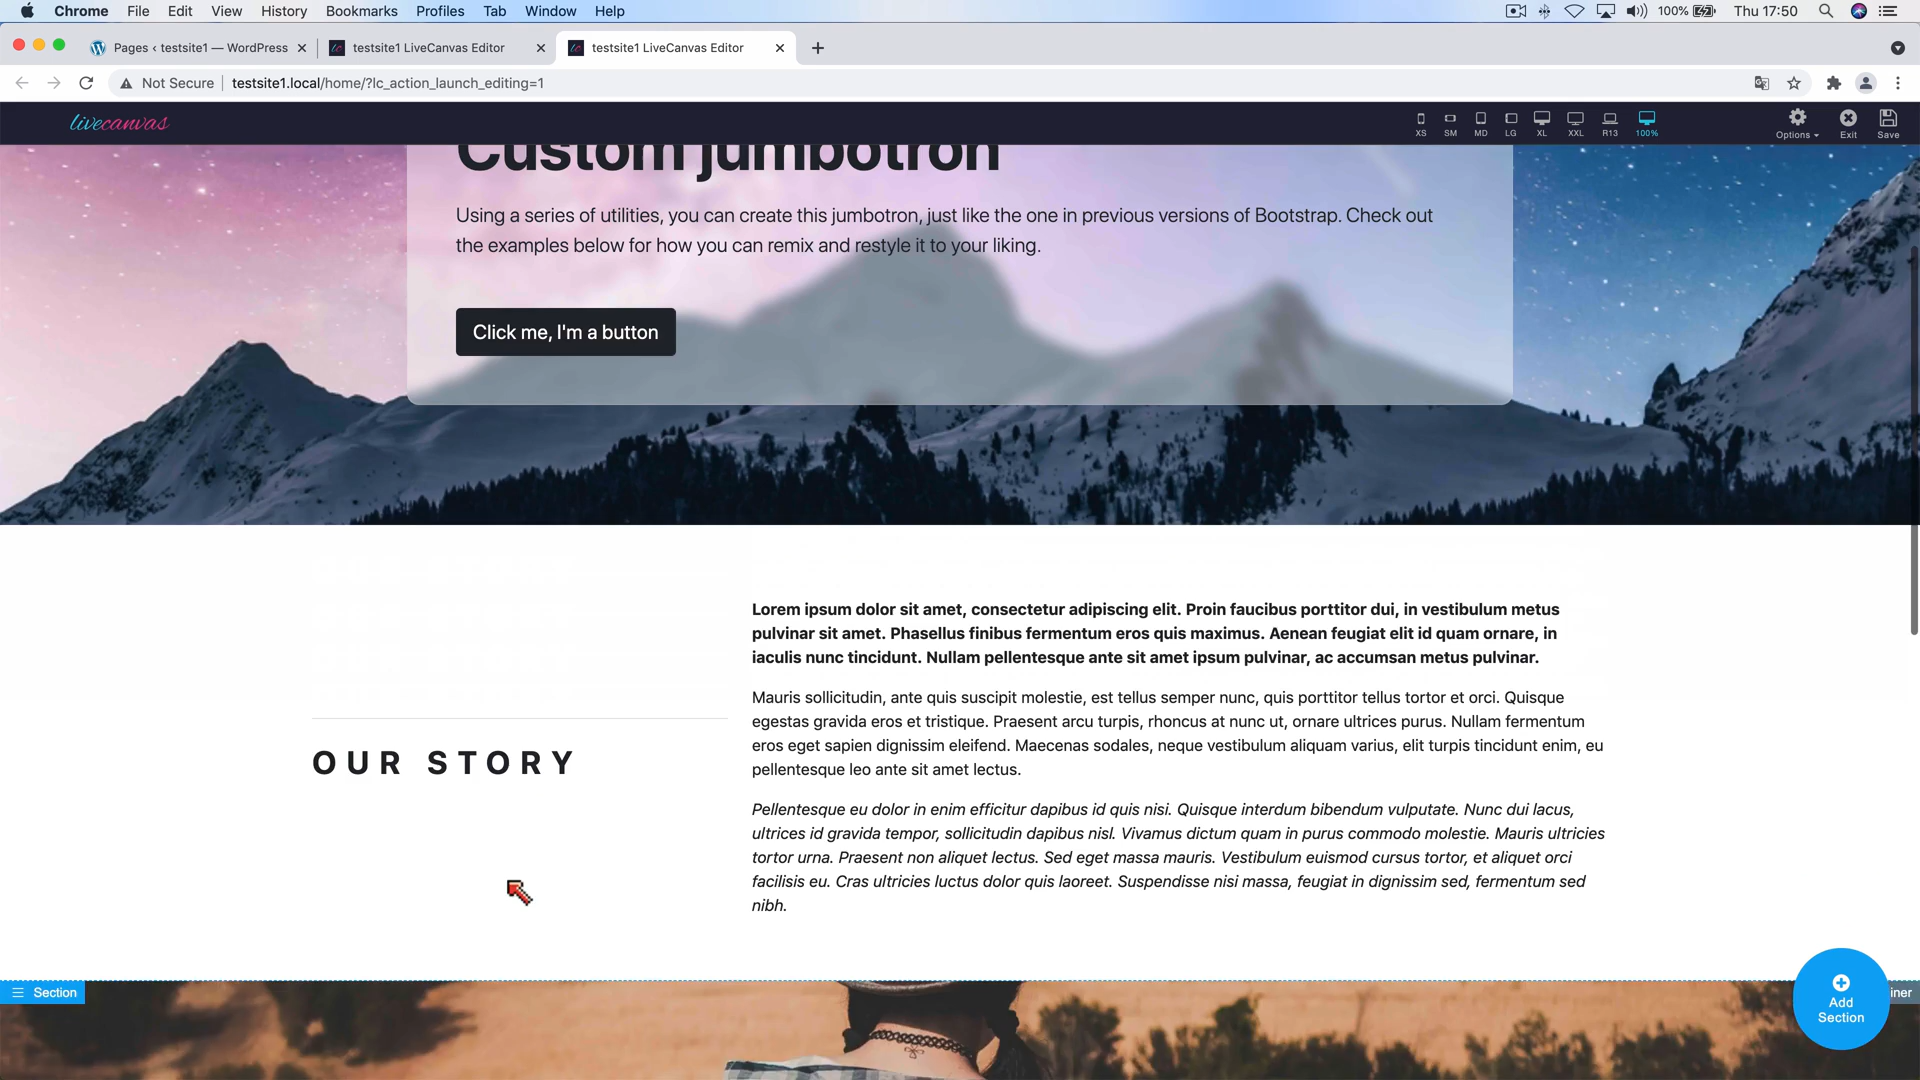 Chrome File Edit View History Bookmarks Profiles Tab Window Help 100% Thu 17:50
Pages ‹ testsite1 — WordPress testsite1 LiveCanvas Editor testsite1 LiveCanvas Editor
Not Secure testsite1.local/home/?lc_action_launch_editing=1
livecanvas XS SM MD LG XL XXL R13 100% Options Exit Save
Custom jumbotron
Using a series of utilities, you can create this jumbotron, just like the one in previous versions of Bootstrap. Check out
the examples below for how you can remix and restyle it to your liking.
Click me, I'm a button
OUR STORY
Lorem ipsum dolor sit amet, consectetur adipiscing elit. Proin faucibus porttitor dui, in vestibulum metus
pulvinar sit amet. Phasellus finibus fermentum eros quis maximus. Aenean feugiat elit id quam ornare, in
iaculis nunc tincidunt. Nullam pellentesque ante sit amet ipsum pulvinar, ac accumsan metus pulvinar.
Mauris sollicitudin, ante quis suscipit molestie, est tellus semper nunc, quis porttitor tellus tortor et orci. Quisque
egestas gravida eros et tristique. Praesent arcu turpis, rhoncus at nunc ut, ornare ultrices purus. Nullam fermentum
eros eget sapien dignissim eleifend. Maecenas sodales, neque vestibulum aliquam varius, elit turpis tincidunt enim, eu
pellentesque leo ante sit amet lectus.
Pellentesque eu dolor in enim efficitur dapibus id quis nisi. Quisque interdum bibendum vulputate. Nunc dui lacus,
ultrices id gravida tempor, sollicitudin dapibus nisl. Vivamus dictum quam in purus commodo molestie. Mauris ultricies
tortor urna. Praesent non aliquet lectus. Sed eget massa mauris. Vestibulum euismod cursus tortor, et aliquet orci
facilisis eu. Cras ultricies luctus dolor quis laoreet. Suspendisse nisi massa, feugiat in dignissim sed, fermentum sed
nibh.
Section
iner
Add
Section